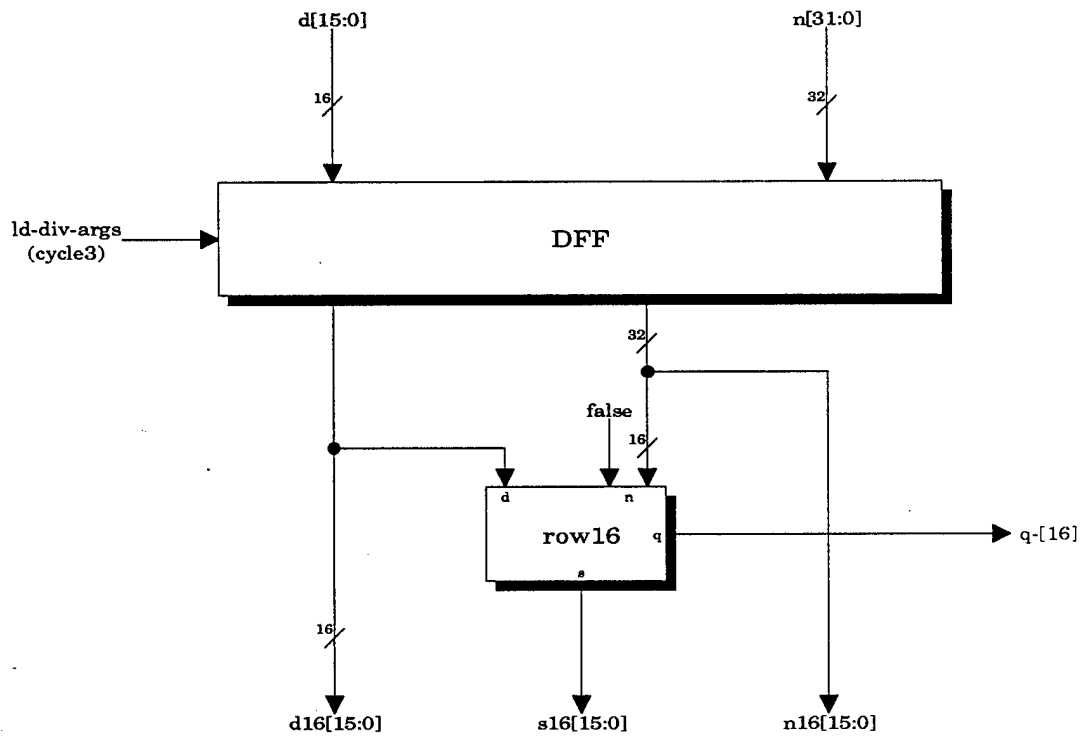 d[15:0]
n[31:0]
16
32
ld-div-args
(cycle3)
DFF
32
false
16
d
n
row16
q
q-[16]
s
16
d16[15:0]
s16[15:0]
n16[15:0]